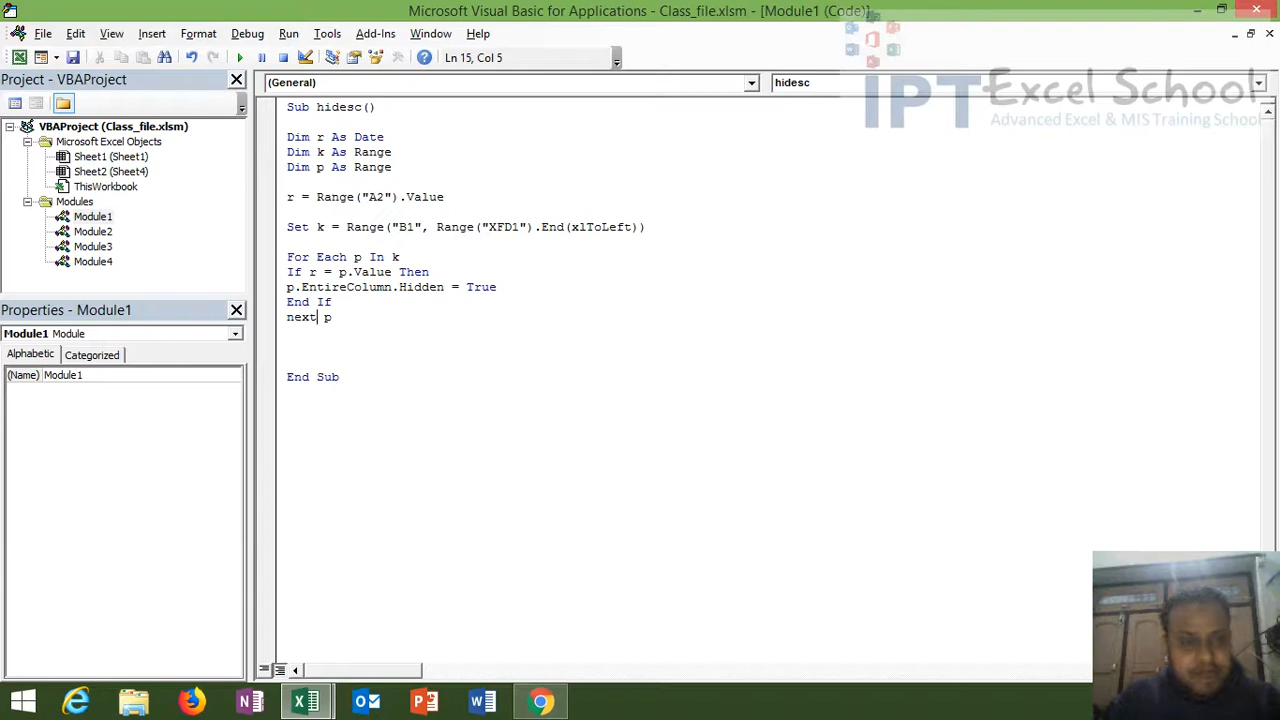 Microsoft Visual Basic for Applications - Class_file.xlsm - [Module1 (Code)]
File Edit View Insert Format Debug Run Tools Add-Ins Window Help
Ln 15, Col 5
IPT Excel School
Advanced Excel & MIS Training School
Project - VBAProject
VBAProject (Class_file.xlsm)
Microsoft Excel Objects
Sheet1 (Sheet1)
Sheet2 (Sheet4)
ThisWorkbook
Modules
Module1
Module2
Module3
Module4
Properties - Module1
Module1 Module
Alphabetic Categorized
(Name) Module1
(General) hidesc
Sub hidesc()
Dim r As Date
Dim k As Range
Dim p As Range
r = Range("A2").Value
Set k = Range("B1", Range("XFD1").End(xlToLeft))
For Each p In k
If r = p.Value Then
p.EntireColumn.Hidden = True
End If
next p
End Sub